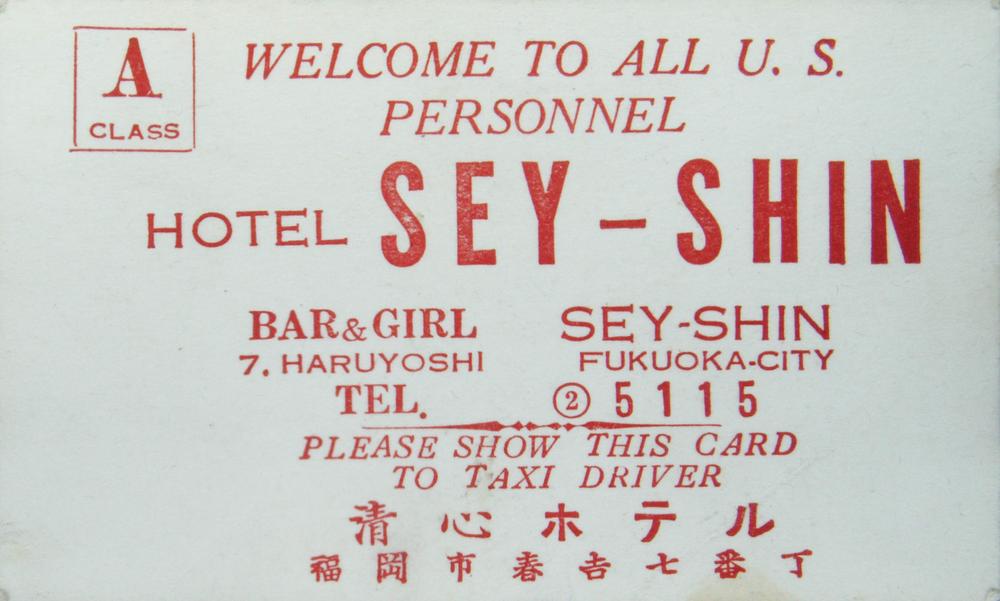 A
CLASS
WELCOME TO ALL U. S.
PERSONNEL
HOTEL SEY-SHIN
BAR & GIRL SEY-SHIN
7. HARUYOSHI FUKUOKA-CITY
TEL. ② 5115
PLEASE SHOW THIS CARD
TO TAXI DRIVER
清心ホテル
福岡市春吉七番丁